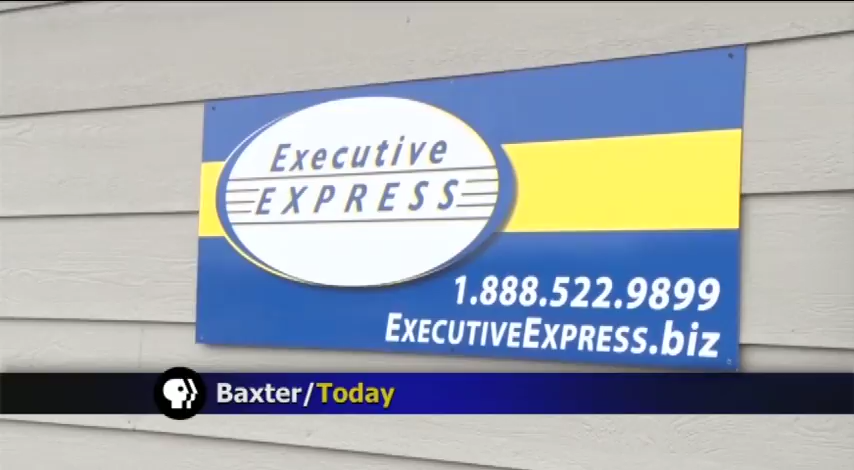 Executive
EXPRESS
1.888.522.9899
EXECUTIVEEXPRESS.biz
Baxter/Today